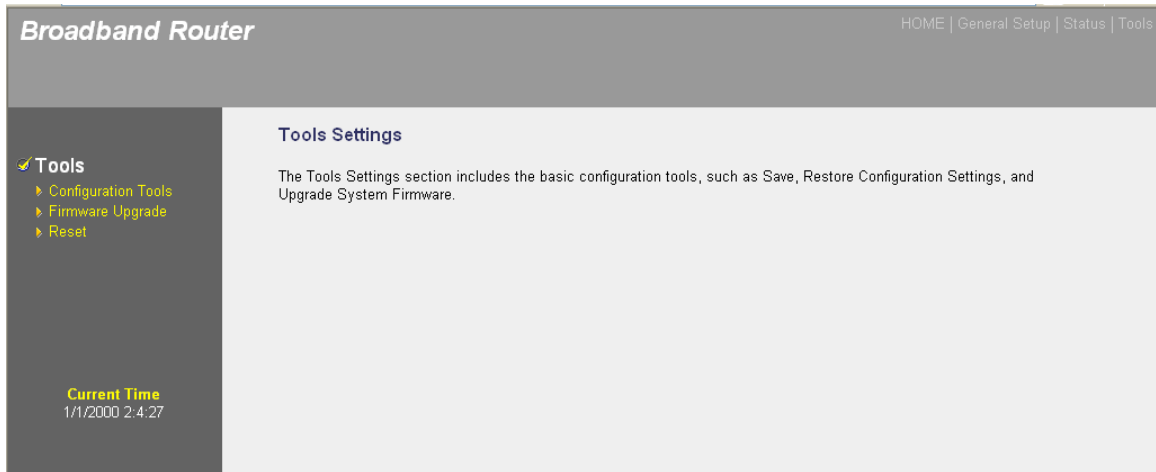 Broadband Router
HOME | General Setup | Status | Tools
Tools
Configuration Tools
Firmware Upgrade
Reset
Current Time
1/1/2000 2:4:27
Tools Settings
The Tools Settings section includes the basic configuration tools, such as Save, Restore Configuration Settings, and
Upgrade System Firmware.